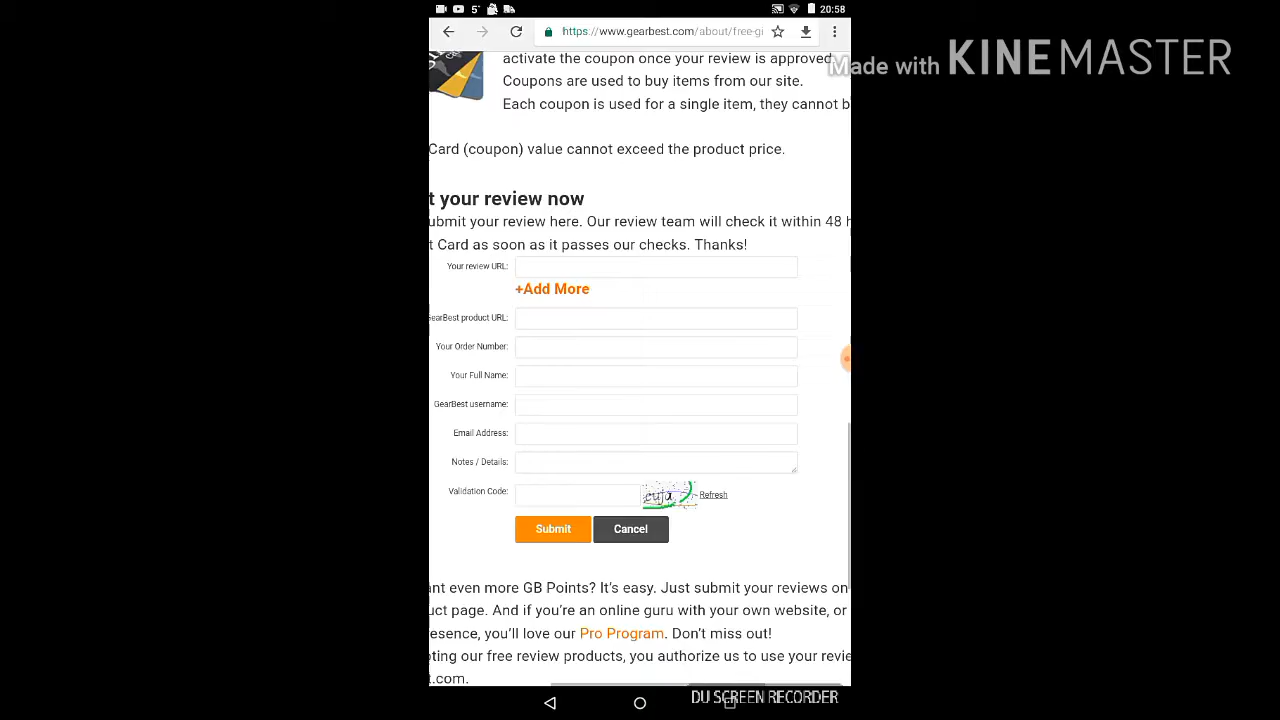 5°
20:58
https://www.gearbest.com/about/free-gi
Made with KINEMASTER
activate the coupon once your review is approved
Coupons are used to buy items from our site.
Each coupon is used for a single item, they cannot b
Card (coupon) value cannot exceed the product price.
t your review now
ubmit your review here. Our review team will check it within 48 h
t Card as soon as it passes our checks. Thanks!
Your review URL:
+Add More
GearBest product URL:
Your Order Number:
Your Full Name:
GearBest username:
Email Address:
Notes / Details:
Validation Code:
Refresh
Submit Cancel
ant even more GB Points? It's easy. Just submit your reviews on
uct page. And if you're an online guru with your own website, or
esence, you'll love our Pro Program. Don't miss out!
oting our free review products, you authorize us to use your revie
t.com.
DU SCREEN RECORDER